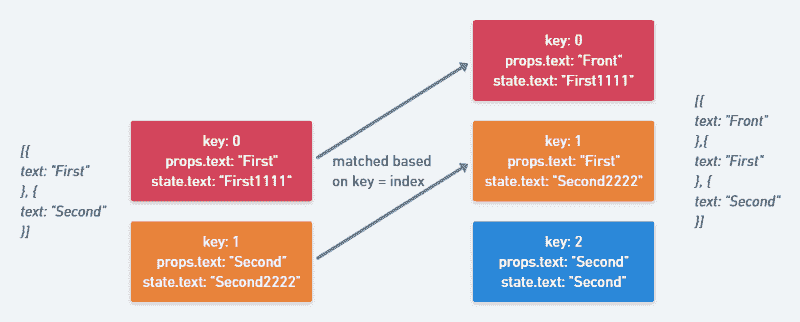 [{
text: "First"
}, {
text: "Second"
}]
key: 0
props.text: "First"
state.text: "First1111"
key: 1
props.text: "Second"
state.text: "Second2222"
matched based
on key = index
key: 0
props.text: "Front"
state.text: "First1111"
key: 1
props.text: "First"
state.text: "Second2222"
key: 2
props.text: "Second"
state.text: "Second"
[{
text: "Front"
},{
text: "First"
}, {
text: "Second"
}]